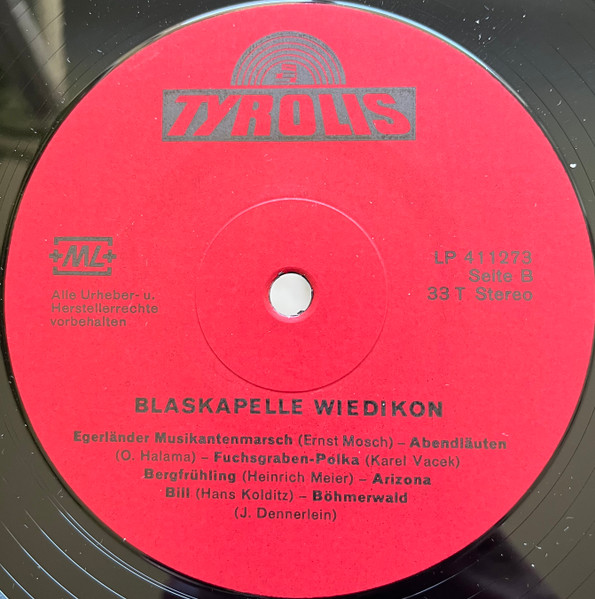 TYROLIS
ML
Alle Urheber- u.
Herstellerrechte
vorbehalten
LP 411273
Seite B
33 T Stereo
BLASKAPELLE WIEDIKON
Egerländer Musikantenmarsch (Ernst Mosch) – Abendläuten
(O. Halama) – Fuchsgraben-Polka (Karel Vacek)
Bergfrühling (Heinrich Meier) – Arizona
Bill (Hans Kolditz) – Böhmerwald
(J. Dennerlein)